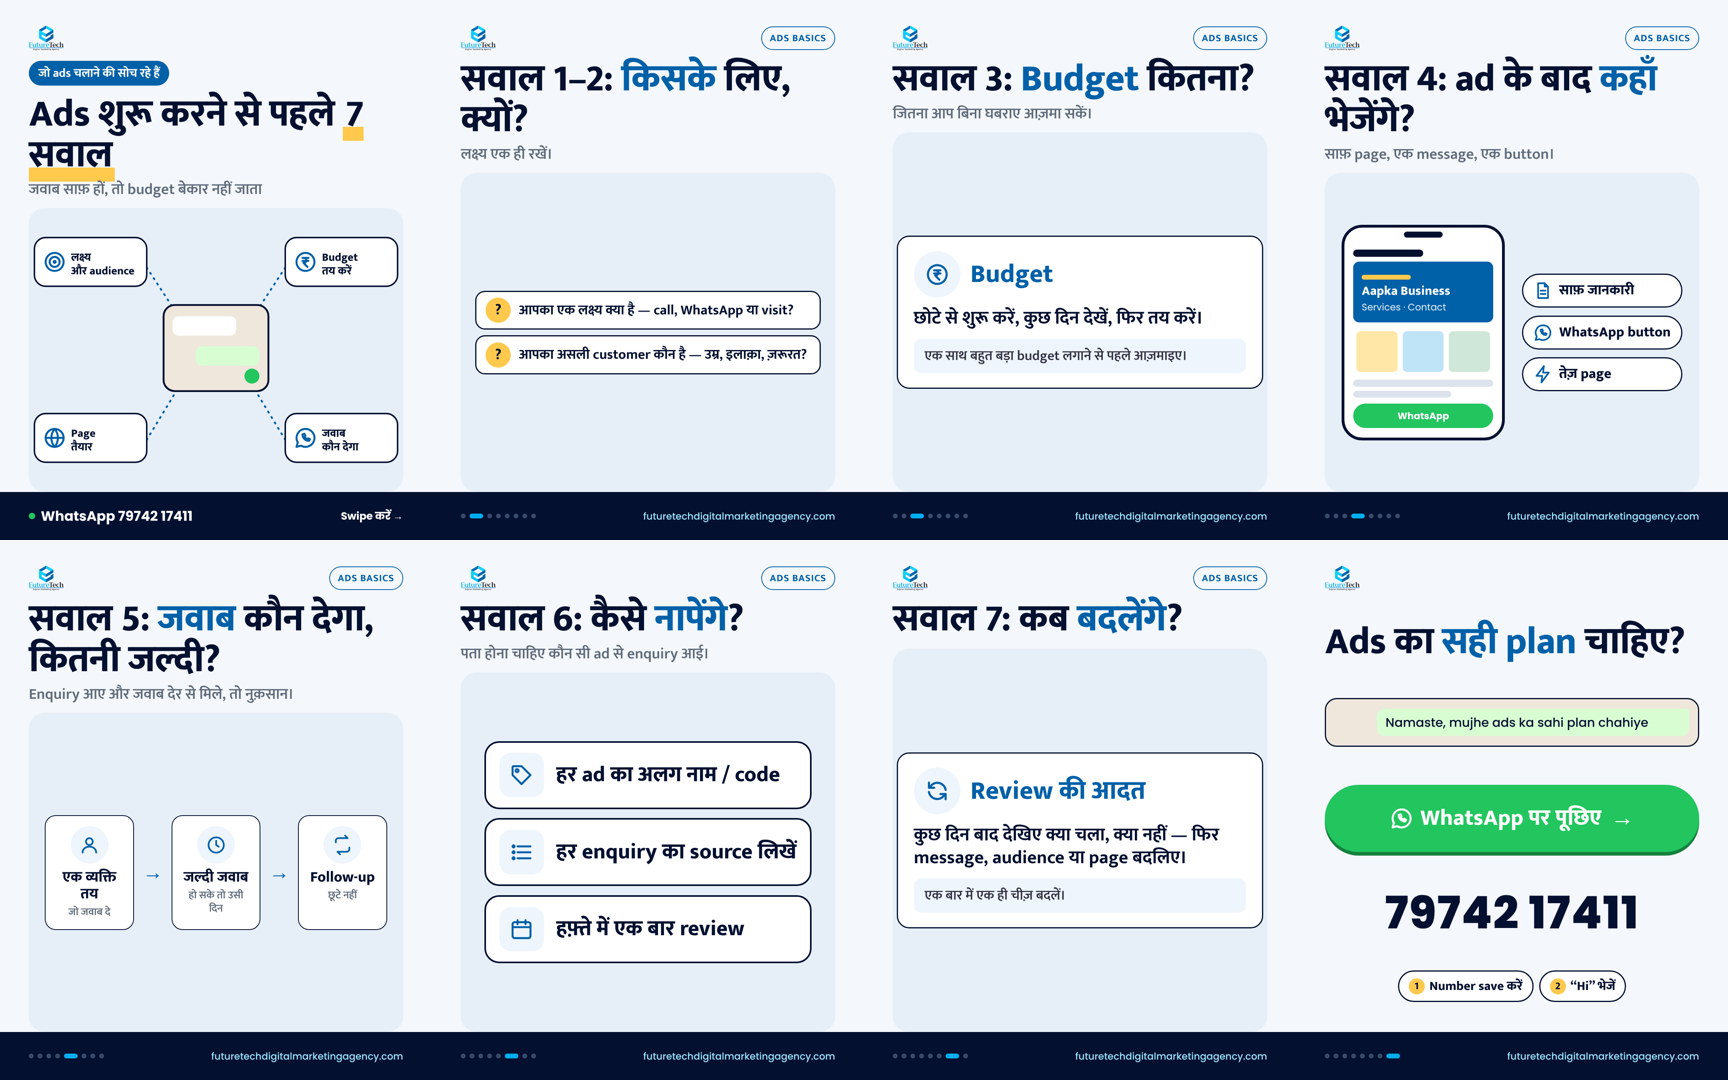 FutureTech
जो ads चलाने की सोच रहे हैं
Ads शुरू करने से पहले 7
सवाल
जवाब साफ़ हों, तो budget बेकार नहीं जाता
लक्ष्य
और audience
Budget
तय करें
Page
तैयार
जवाब
कौन देगा
WhatsApp 79742 17411
Swipe करें →
FutureTech
ADS BASICS
सवाल 1–2: किसके लिए,
क्यों?
लक्ष्य एक ही रखें।
? आपका एक लक्ष्य क्या है — call, WhatsApp या visit?
? आपका असली customer कौन है — उम्र, इलाक़ा, ज़रूरत?
futuretechdigitalmarketingagency.com
FutureTech
ADS BASICS
सवाल 3: Budget कितना?
जितना आप बिना घबराए आज़मा सकें।
Budget
छोटे से शुरू करें, कुछ दिन देखें, फिर तय करें।
एक साथ बहुत बड़ा budget लगाने से पहले आज़माइए।
futuretechdigitalmarketingagency.com
FutureTech
ADS BASICS
सवाल 4: ad के बाद कहाँ
भेजेंगे?
साफ़ page, एक message, एक button।
Aapka Business
Services · Contact
WhatsApp
साफ़ जानकारी
WhatsApp button
तेज़ page
futuretechdigitalmarketingagency.com
FutureTech
ADS BASICS
सवाल 5: जवाब कौन देगा,
कितनी जल्दी?
Enquiry आए और जवाब देर से मिले, तो नुक़सान।
एक व्यक्ति
तय
जो जवाब दे
→
जल्दी जवाब
हो सके तो उसी
दिन
→
Follow-up
छूटे नहीं
futuretechdigitalmarketingagency.com
FutureTech
ADS BASICS
सवाल 6: कैसे नापेंगे?
पता होना चाहिए कौन सी ad से enquiry आई।
हर ad का अलग नाम / code
हर enquiry का source लिखें
हफ़्ते में एक बार review
futuretechdigitalmarketingagency.com
FutureTech
ADS BASICS
सवाल 7: कब बदलेंगे?
Review की आदत
कुछ दिन बाद देखिए क्या चला, क्या नहीं — फिर
message, audience या page बदलिए।
एक बार में एक ही चीज़ बदलें।
futuretechdigitalmarketingagency.com
FutureTech
Ads का सही plan चाहिए?
Namaste, mujhe ads ka sahi plan chahiye
WhatsApp पर पूछिए →
79742 17411
1 Number save करें
2 “Hi” भेजें
futuretechdigitalmarketingagency.com